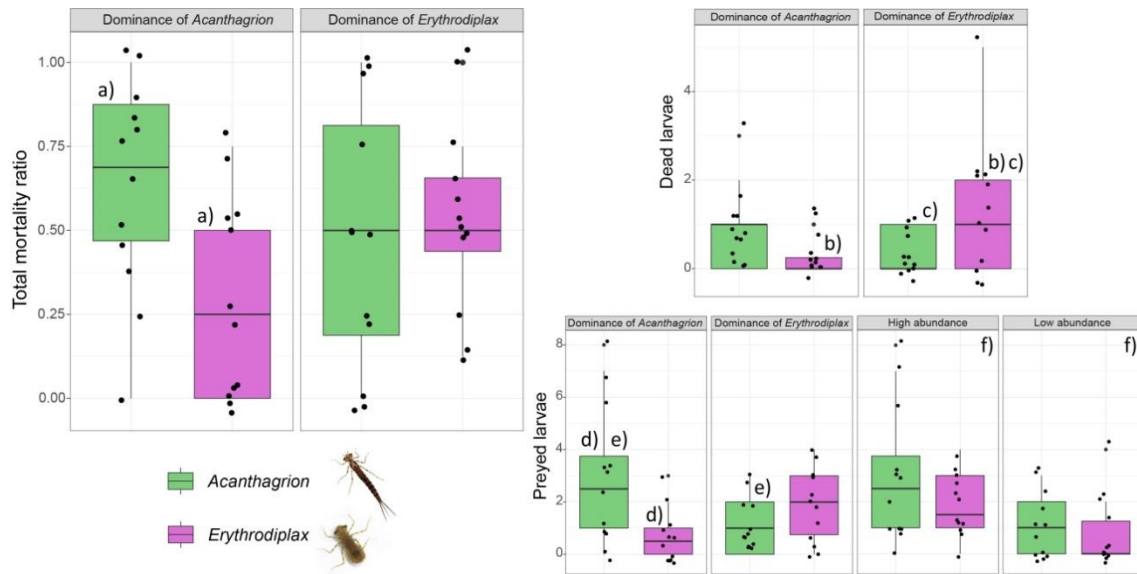 Dominance of Acanthagrion
Dominance of Erythrodiplax
Total mortality ratio
1.00
0.75
0.50
0.25
0.00
a)
a)
Acanthagrion
Erythrodiplax
Dominance of Acanthagrion
Dominance of Erythrodiplax
Dead larvae
4
2
0
b)
c)
b) c)
Dominance of Acanthagrion
Dominance of Erythrodiplax
High abundance
Low abundance
Preyed larvae
8
6
4
2
0
d) e)
d)
e)
f)
f)